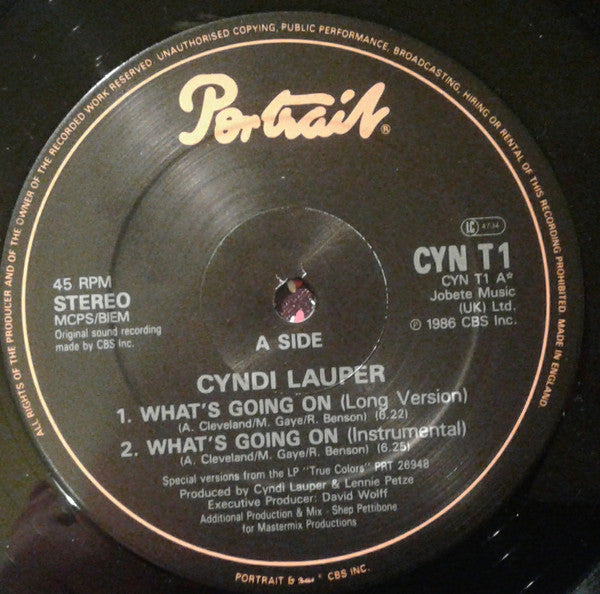 ALL RIGHTS OF THE PRODUCER AND OF THE OWNER OF THE RECORDED WORK RESERVED. UNAUTHORISED COPYING, PUBLIC PERFORMANCE, BROADCASTING, HIRING OR RENTAL OF THIS RECORDING PROHIBITED. MADE IN ENGLAND.
Portrait®
45 RPM
STEREO
MCPS/BIEM
Original sound recording
made by CBS Inc.
LC 4734
CYN T1
CYN T1 A*
Jobete Music
(UK) Ltd.
℗ 1986 CBS Inc.
A SIDE
CYNDI LAUPER
1. WHAT'S GOING ON (Long Version)
(A. Cleveland/M. Gaye/R. Benson) (6.22)
2. WHAT'S GOING ON (Instrumental)
(A. Cleveland/M. Gaye/R. Benson) (6.25)
Special versions from the LP "True Colors" PRT 26948
Produced by Cyndi Lauper & Lennie Petze
Executive Producer: David Wolff
Additional Production & Mix - Shep Pettibone
for Mastermix Productions
PORTRAIT & CBS INC.